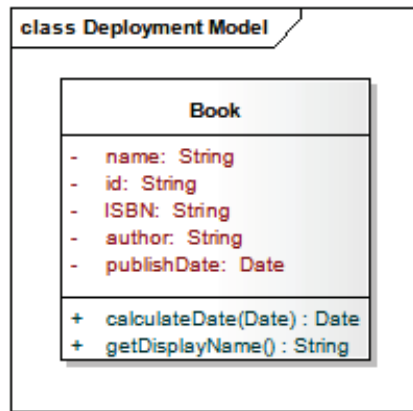 class Deployment Model
Book
- name: String
- id: String
- ISBN: String
- author: String
- publishDate: Date
+ calculateDate(Date) : Date
+ getDisplayName() : String